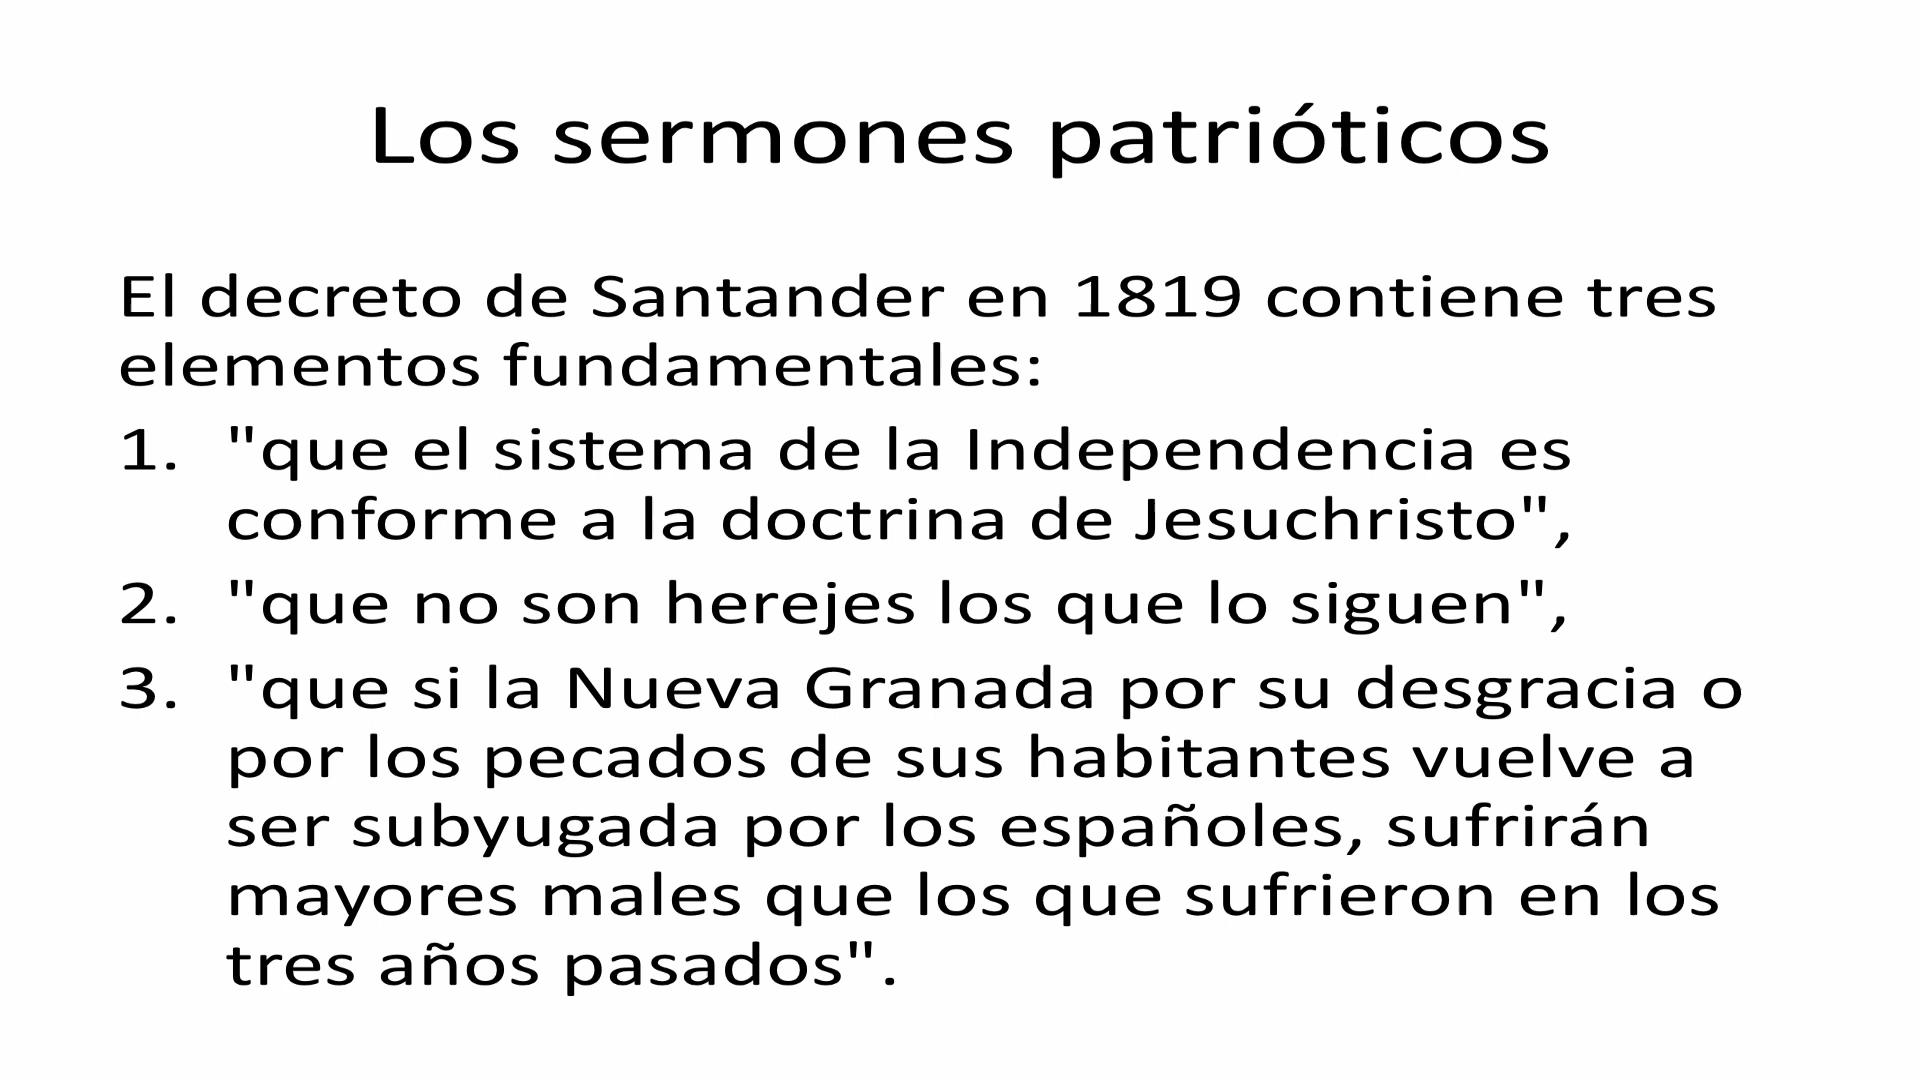 Los sermones patrióticos
El decreto de Santander en 1819 contiene tres
elementos fundamentales:
1. "que el sistema de la Independencia es
conforme a la doctrina de Jesuchristo",
2. "que no son herejes los que lo siguen",
3. "que si la Nueva Granada por su desgracia o
por los pecados de sus habitantes vuelve a
ser subyugada por los españoles, sufrirán
mayores males que los que sufrieron en los
tres años pasados".